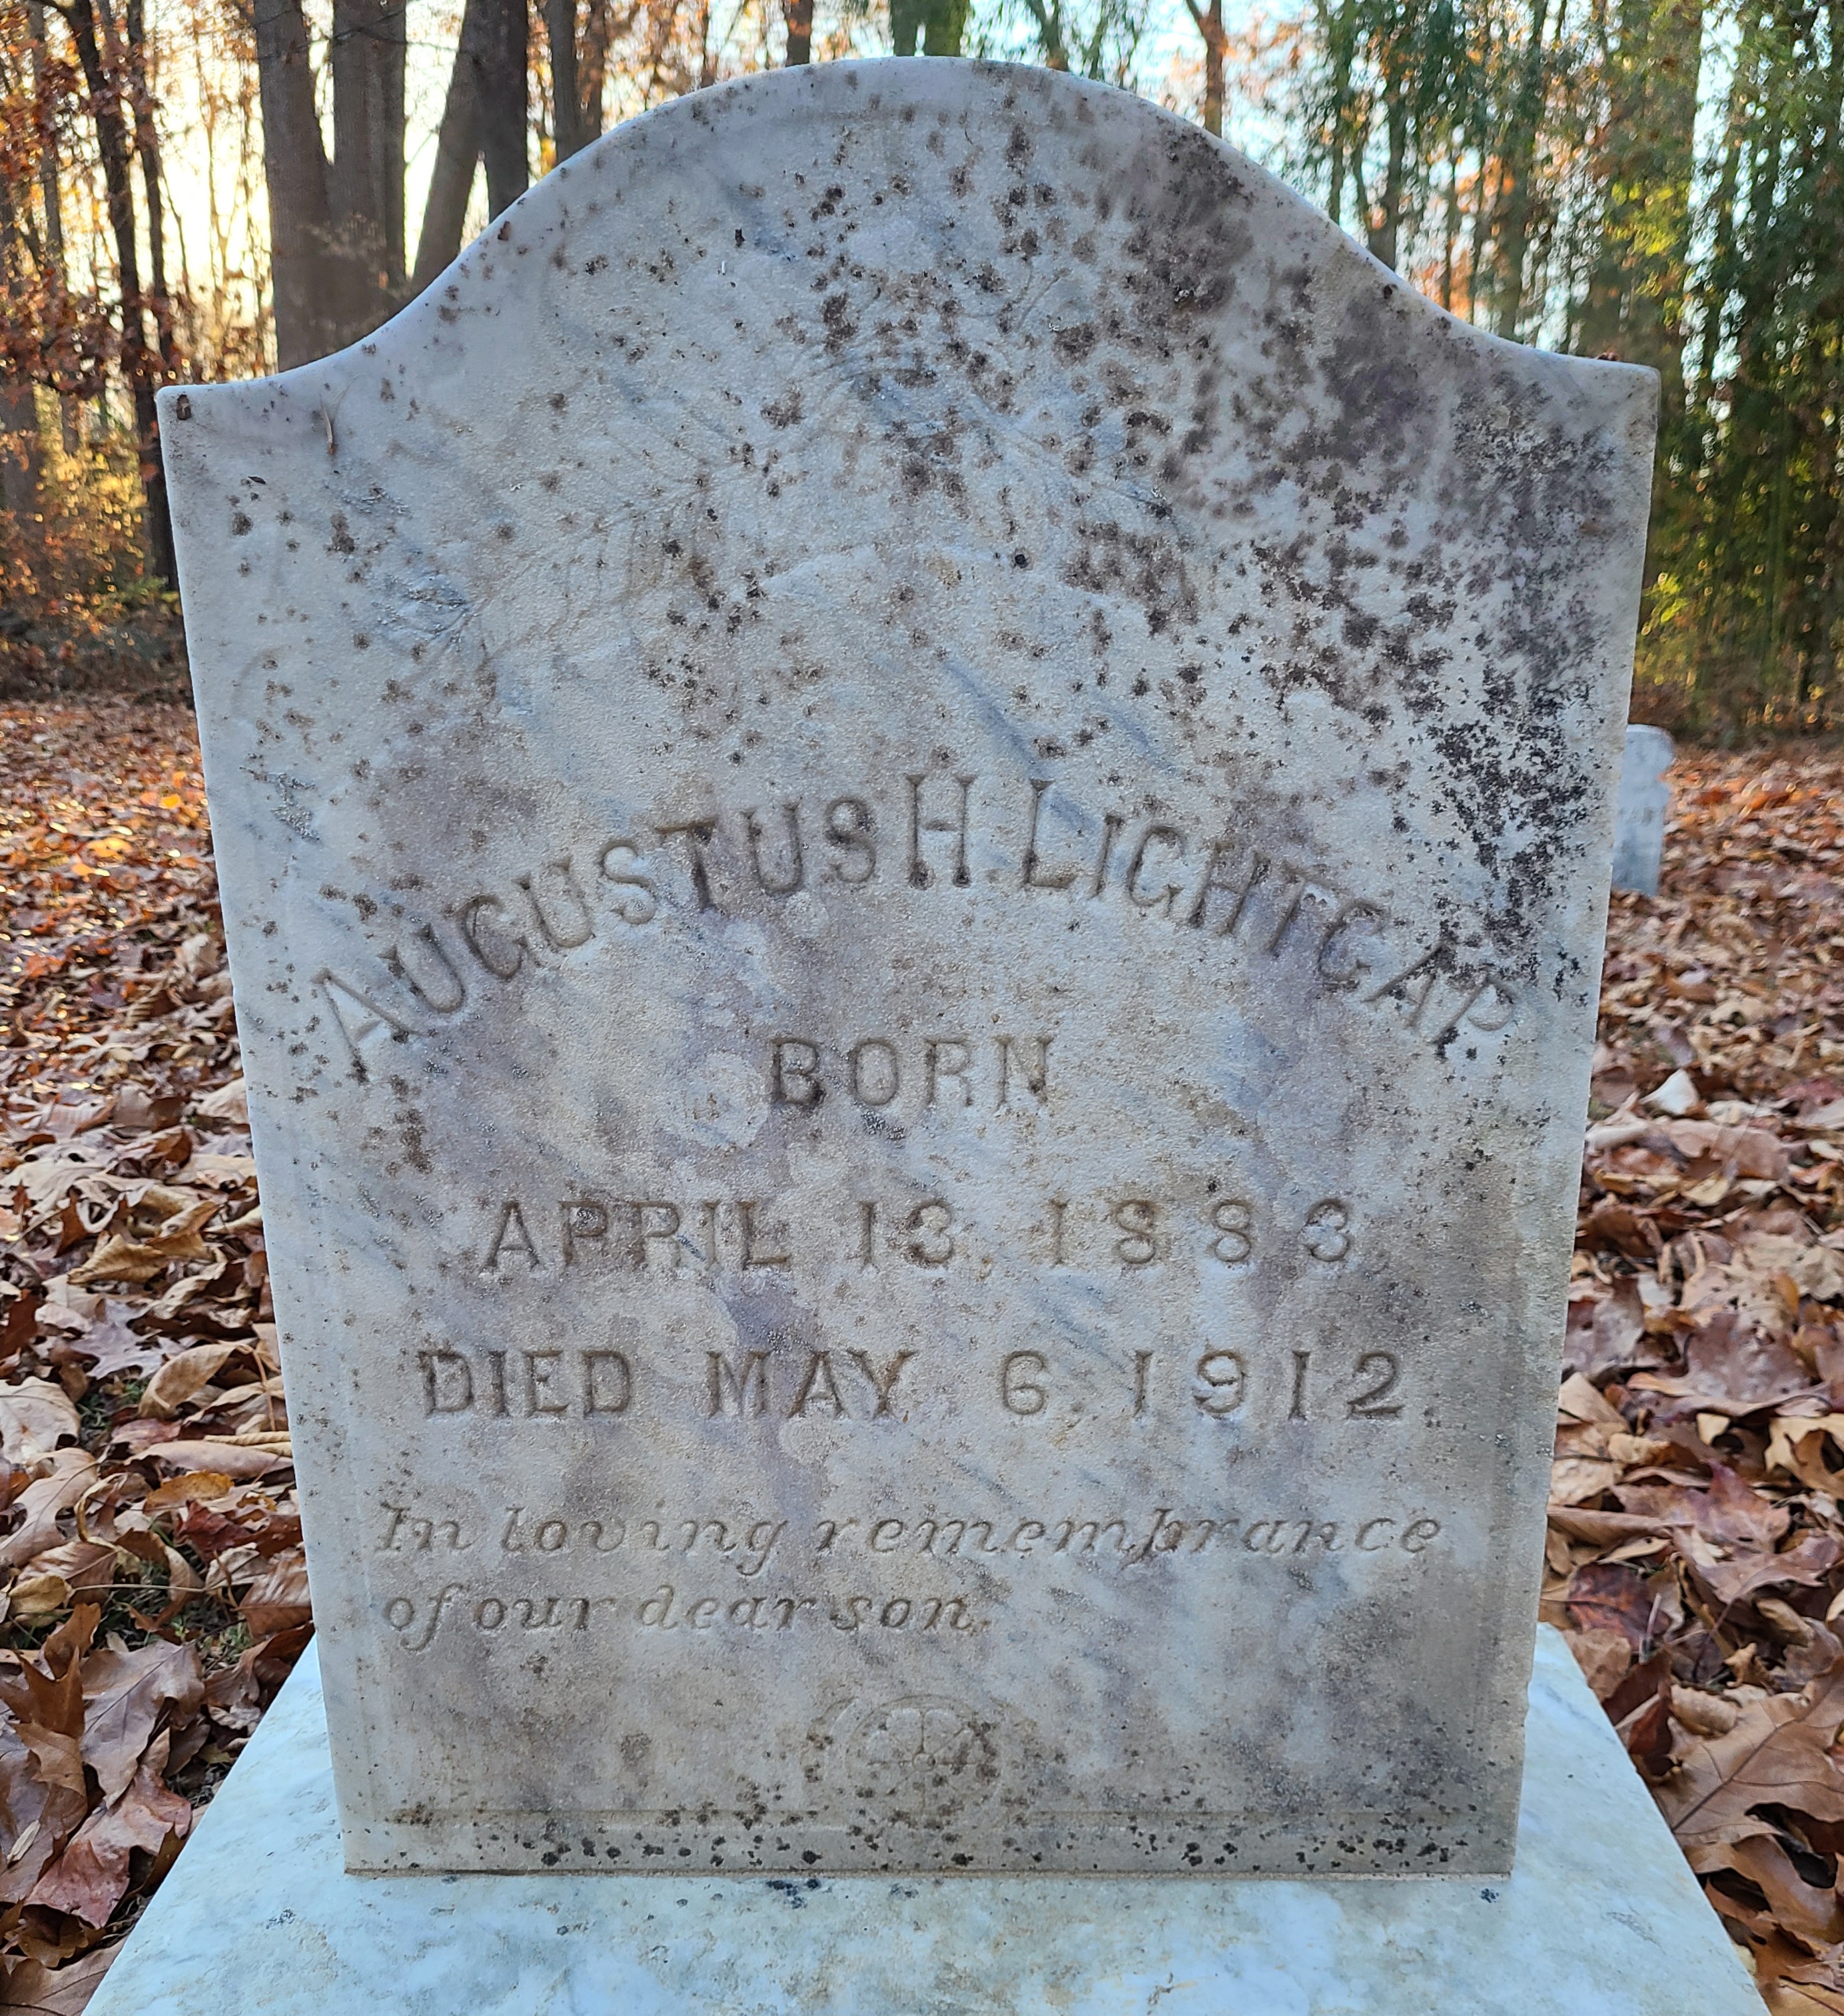 AUGUSTUS H. LIGHTCAP.
BORN
APRIL 13, 1883
DIED MAY 6, 1912.
In loving remembrance
of our dear son.